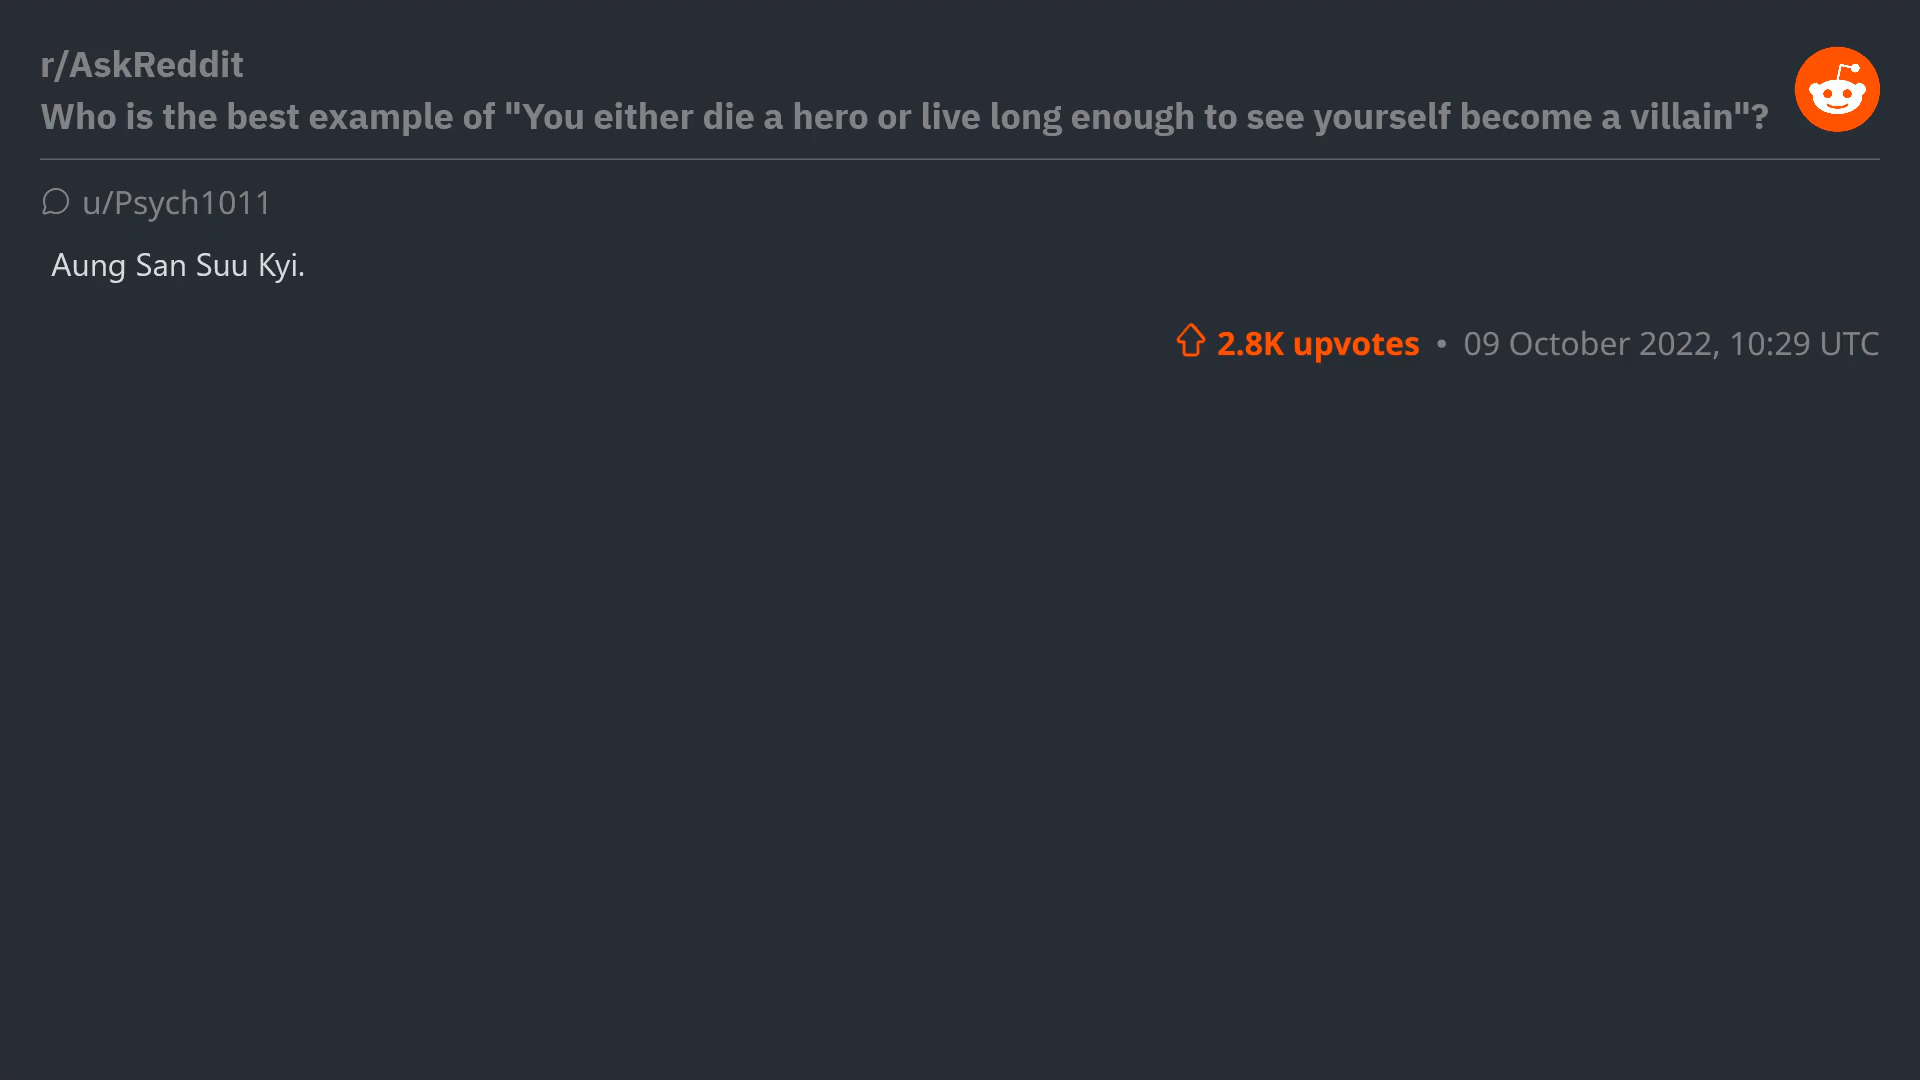 r/AskReddit
Who is the best example of "You either die a hero or live long enough to see yourself become a villain"?
u/Psych1011
Aung San Suu Kyi.
2.8K upvotes • 09 October 2022, 10:29 UTC